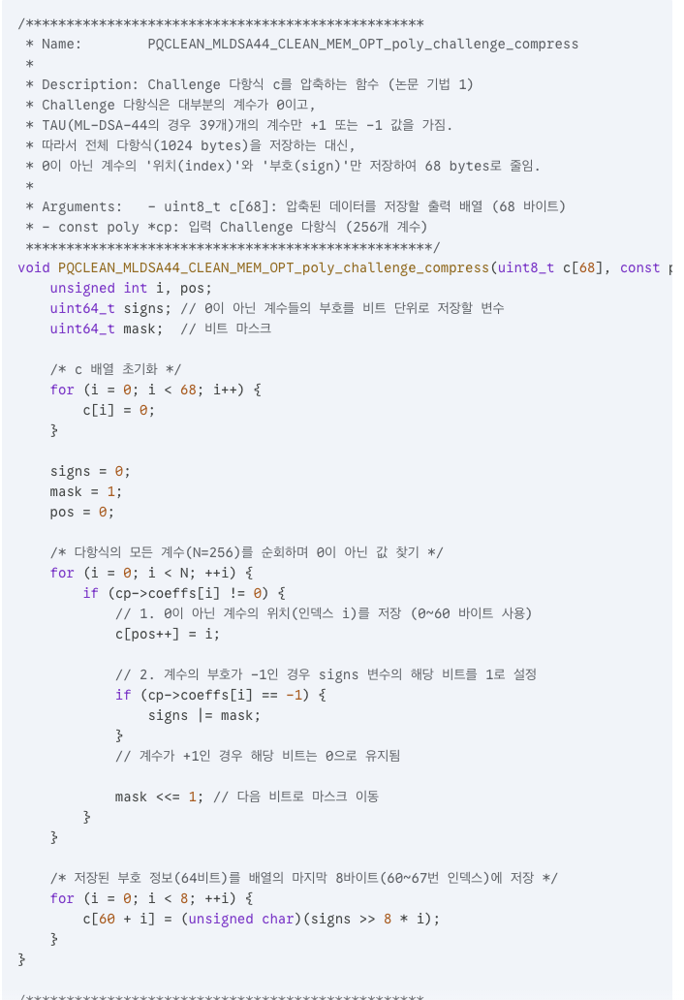 /*************************************************
 * Name:        PQCLEAN_MLDSA44_CLEAN_MEM_OPT_poly_challenge_compress
 *
 * Description: Challenge 다항식 c를 압축하는 함수 (논문 기법 1)
 * Challenge 다항식은 대부분의 계수가 0이고,
 * TAU(ML-DSA-44의 경우 39개)개의 계수만 +1 또는 -1 값을 가짐.
 * 따라서 전체 다항식(1024 bytes)을 저장하는 대신,
 * 0이 아닌 계수의 '위치(index)'와 '부호(sign)'만 저장하여 68 bytes로 줄임.
 *
 * Arguments:   - uint8_t c[68]: 압축된 데이터를 저장할 출력 배열 (68 바이트)
 * - const poly *cp: 입력 Challenge 다항식 (256개 계수)
 **************************************************/
void PQCLEAN_MLDSA44_CLEAN_MEM_OPT_poly_challenge_compress(uint8_t c[68], const
    unsigned int i, pos;
    uint64_t signs; // 0이 아닌 계수들의 부호를 비트 단위로 저장할 변수
    uint64_t mask;  // 비트 마스크

    /* c 배열 초기화 */
    for (i = 0; i < 68; i++) {
        c[i] = 0;
    }

    signs = 0;
    mask = 1;
    pos = 0;

    /* 다항식의 모든 계수(N=256)를 순회하며 0이 아닌 값 찾기 */
    for (i = 0; i < N; ++i) {
        if (cp->coeffs[i] != 0) {
            // 1. 0이 아닌 계수의 위치(인덱스 i)를 저장 (0~60 바이트 사용)
            c[pos++] = i;

            // 2. 계수의 부호가 -1인 경우 signs 변수의 해당 비트를 1로 설정
            if (cp->coeffs[i] == -1) {
                signs |= mask;
            }
            // 계수가 +1인 경우 해당 비트는 0으로 유지됨

            mask <<= 1; // 다음 비트로 마스크 이동
        }
    }

    /* 저장된 부호 정보(64비트)를 배열의 마지막 8바이트(60~67번 인덱스)에 저장 */
    for (i = 0; i < 8; ++i) {
        c[60 + i] = (unsigned char)(signs >> 8 * i);
    }
}

/*************************************************